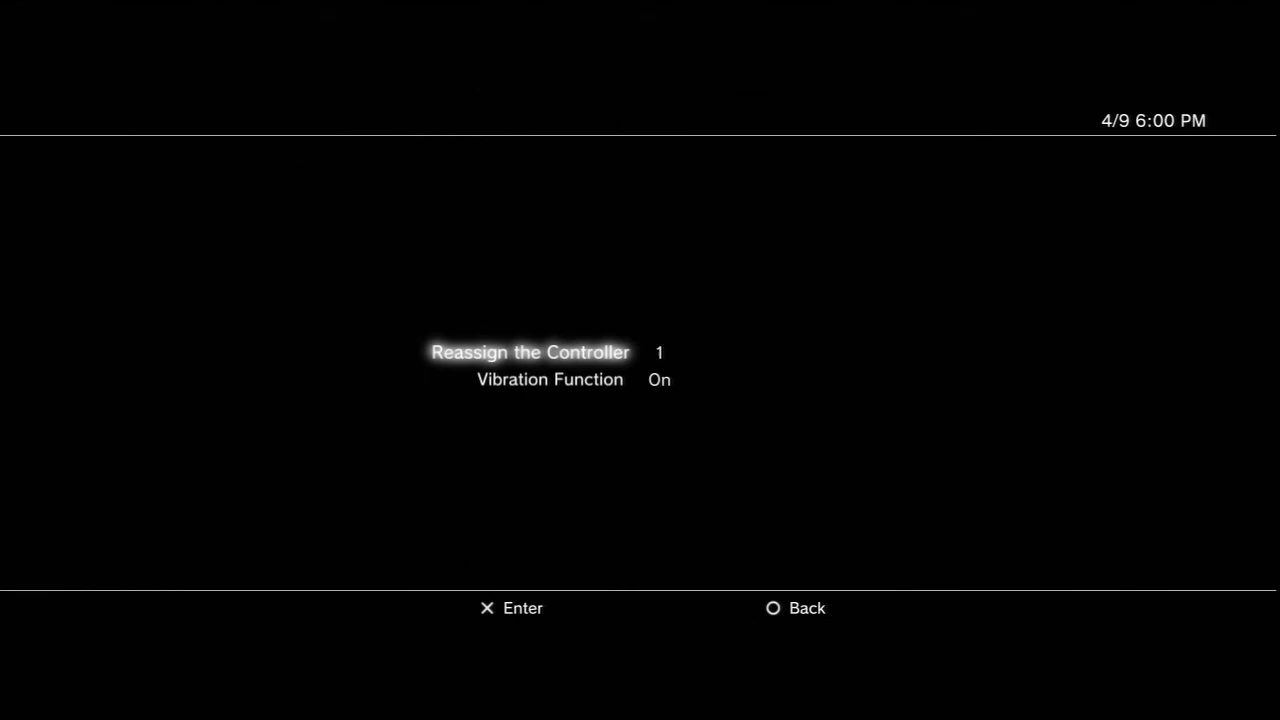 4/9 6:00 PM
Reassign the Controller 1
Vibration Function On
Enter Back